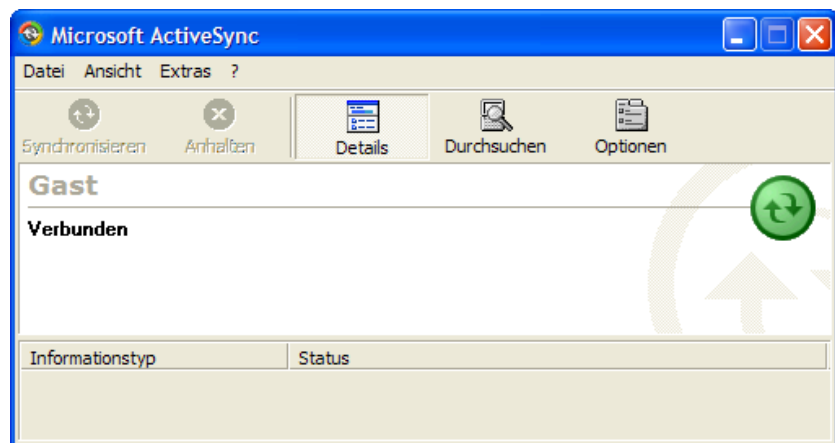 Microsoft ActiveSync
Datei Ansicht Extras ?
Synchronisieren Anhalten Details Durchsuchen Optionen
Gast
Verbunden
Informationstyp Status